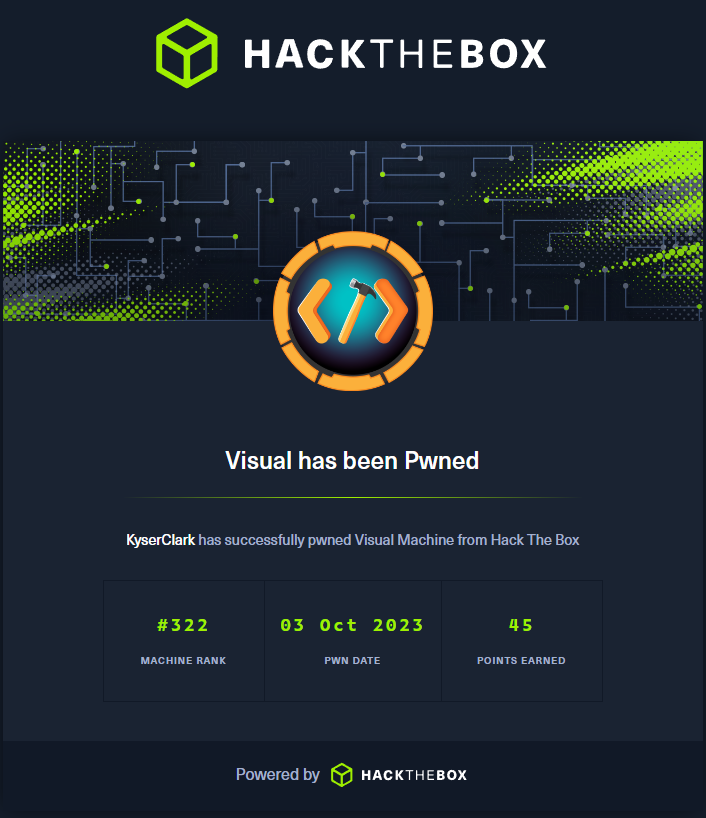 HACKTHEBOX
Visual has been Pwned
KyserClark has successfully pwned Visual Machine from Hack The Box
#322 03 Oct 2023 45
MACHINE RANK PWN DATE POINTS EARNED
Powered by HACKTHEBOX